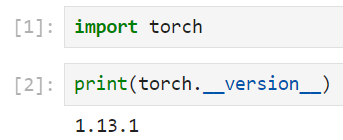 [1]: import torch
[2]: print(torch.__version__)
1.13.1